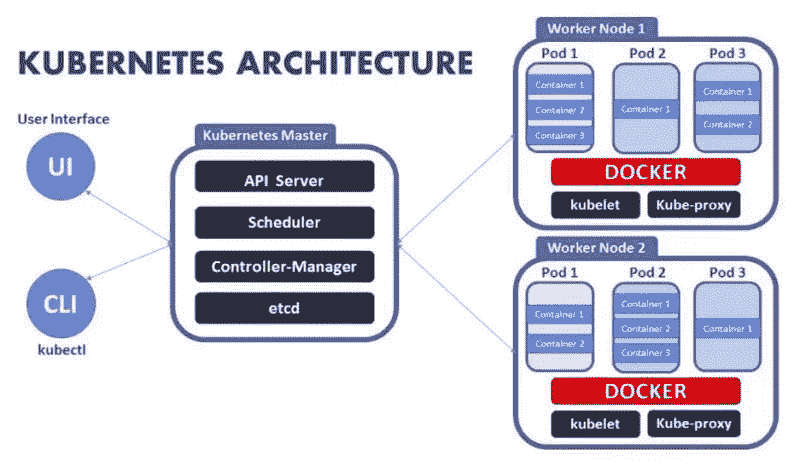 KUBERNETES ARCHITECTURE
User Interface
UI
CLI
kubectl
Kubernetes Master
API Server
Scheduler
Controller-Manager
etcd
Worker Node 1
Pod 1 Pod 2 Pod 3
Container 1
Container 2
Container 3
Container 1
Container 1
Container 2
DOCKER
kubelet Kube-proxy
Worker Node 2
Pod 1 Pod 2 Pod 3
Container 1
Container 2
Container 1
Container 2
Container 3
Container 1
DOCKER
kubelet Kube-proxy